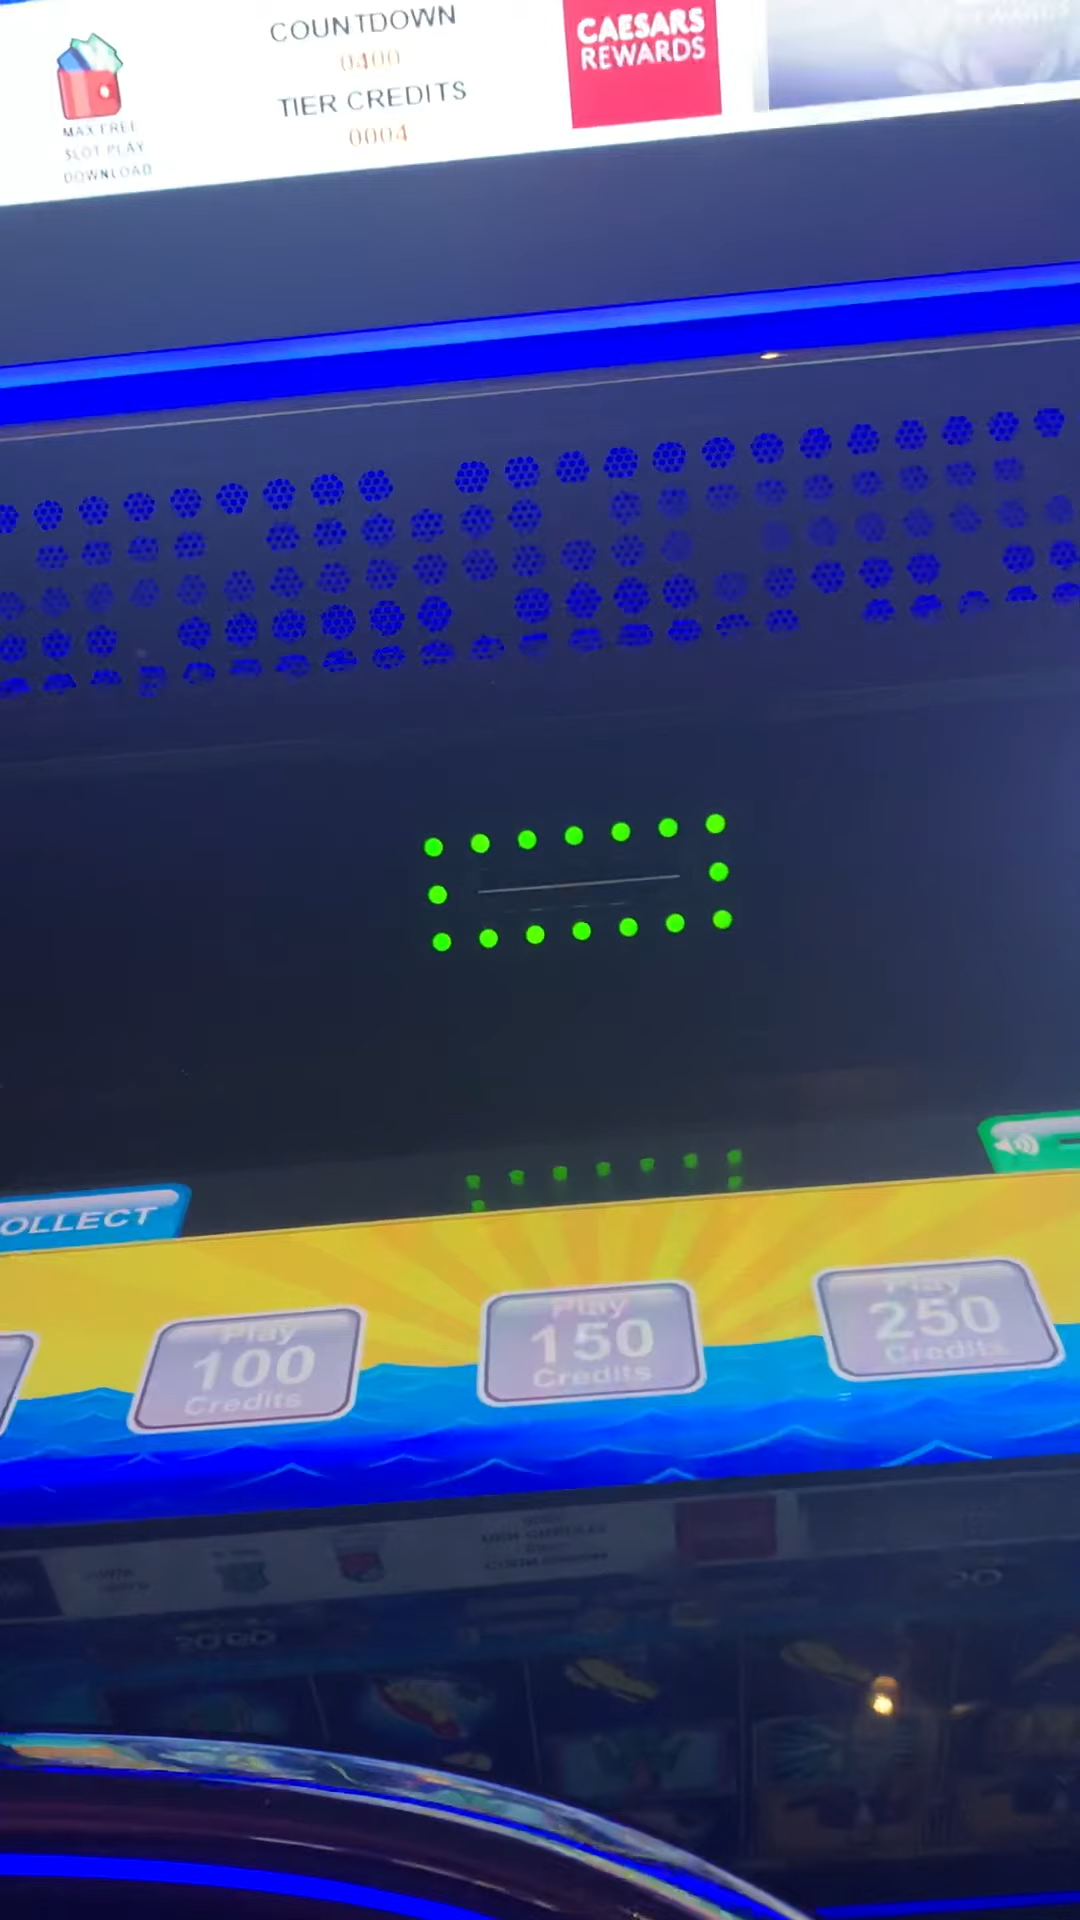 COUNTDOWN
0400
TIER CREDITS
0004
MAX FREE
SLOT PLAY
DOWNLOAD
CAESARS
REWARDS
OLLECT
Play
100
Credits
Play
150
Credits
Play
250
Credits